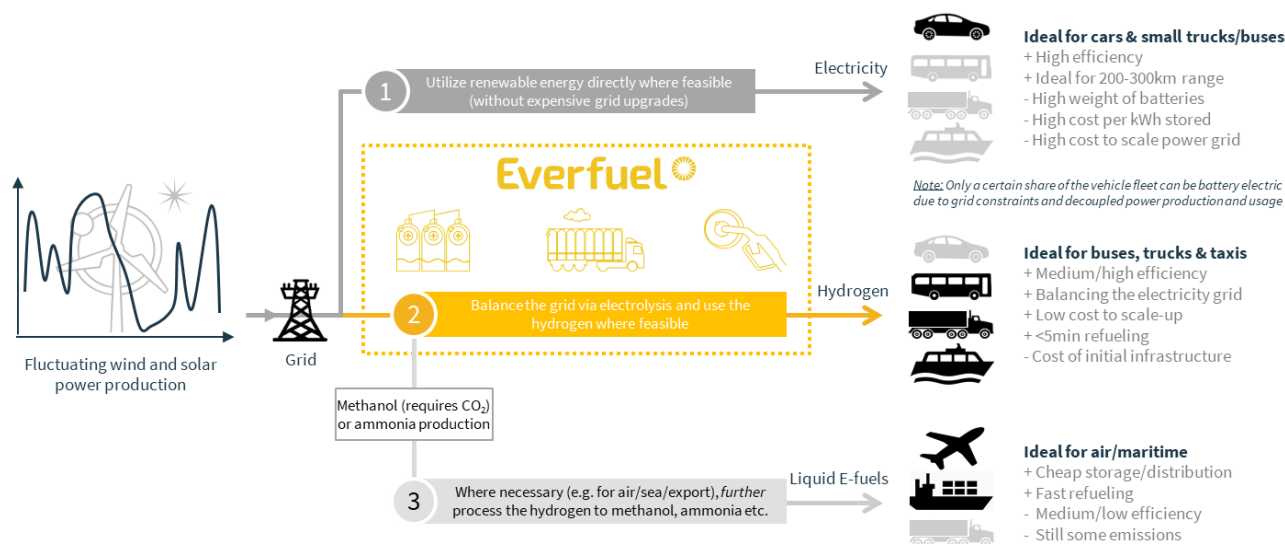 Fluctuating wind and solar
power production
Grid
1
Utilize renewable energy directly where feasible
(without expensive grid upgrades)
Electricity
Ideal for cars & small trucks/buses
+ High efficiency
+ Ideal for 200-300km range
- High weight of batteries
- High cost per kWh stored
- High cost to scale power grid
Note: Only a certain share of the vehicle fleet can be battery electric
due to grid constraints and decoupled power production and usage
Everfuel
2
Balance the grid via electrolysis and use the
hydrogen where feasible
Hydrogen
Ideal for buses, trucks & taxis
+ Medium/high efficiency
+ Balancing the electricity grid
+ Low cost to scale-up
+ <5min refueling
- Cost of initial infrastructure
Methanol (requires CO₂)
or ammonia production
3
Where necessary (e.g. for air/sea/export), further
process the hydrogen to methanol, ammonia etc.
Liquid E-fuels
Ideal for air/maritime
+ Cheap storage/distribution
+ Fast refueling
- Medium/low efficiency
- Still some emissions